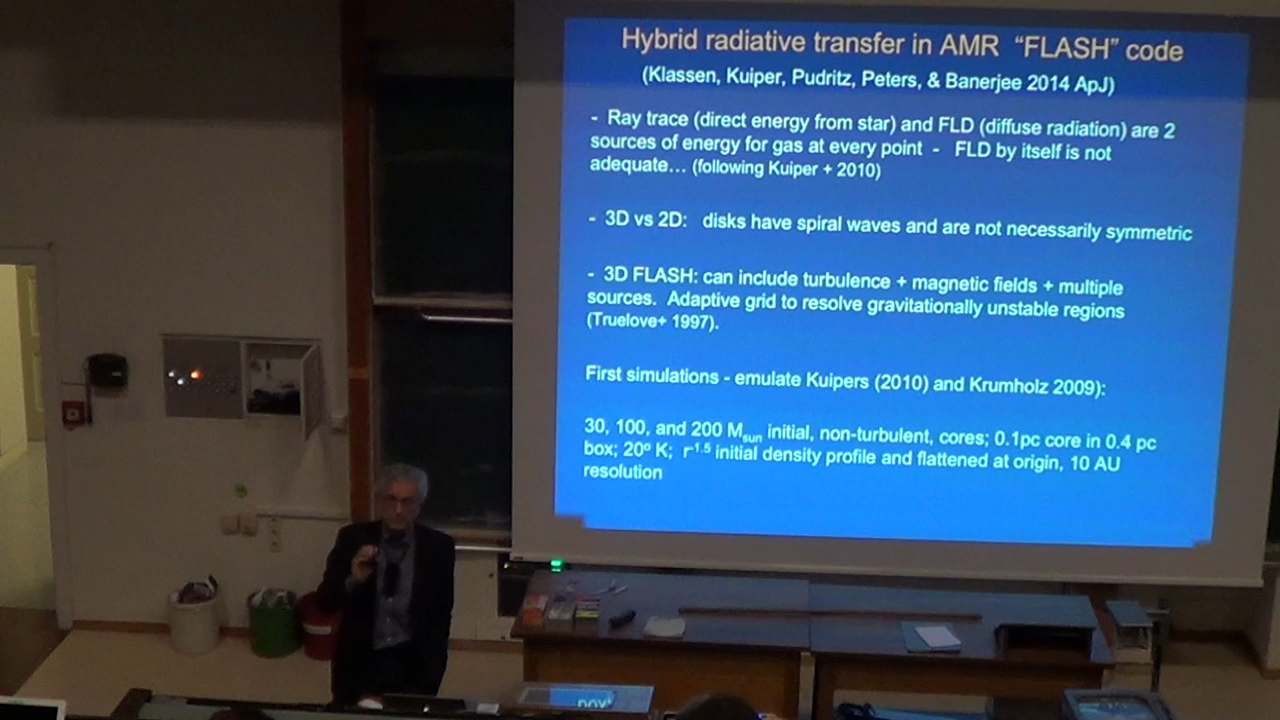 Hybrid radiative transfer in AMR “FLASH” code
(Klassen, Kuiper, Pudritz, Peters, & Banerjee 2014 ApJ)
- Ray trace (direct energy from star) and FLD (diffuse radiation) are 2
sources of energy for gas at every point - FLD by itself is not
adequate… (following Kuiper + 2010)
- 3D vs 2D: disks have spiral waves and are not necessarily symmetric
- 3D FLASH: can include turbulence + magnetic fields + multiple
sources. Adaptive grid to resolve gravitationally unstable regions
(Truelove+ 1997).
First simulations - emulate Kuipers (2010) and Krumholz 2009):
30, 100, and 200 Msun initial, non-turbulent, cores; 0.1pc core in 0.4 pc
box; 20º K; r^1.5 initial density profile and flattened at origin, 10 AU
resolution